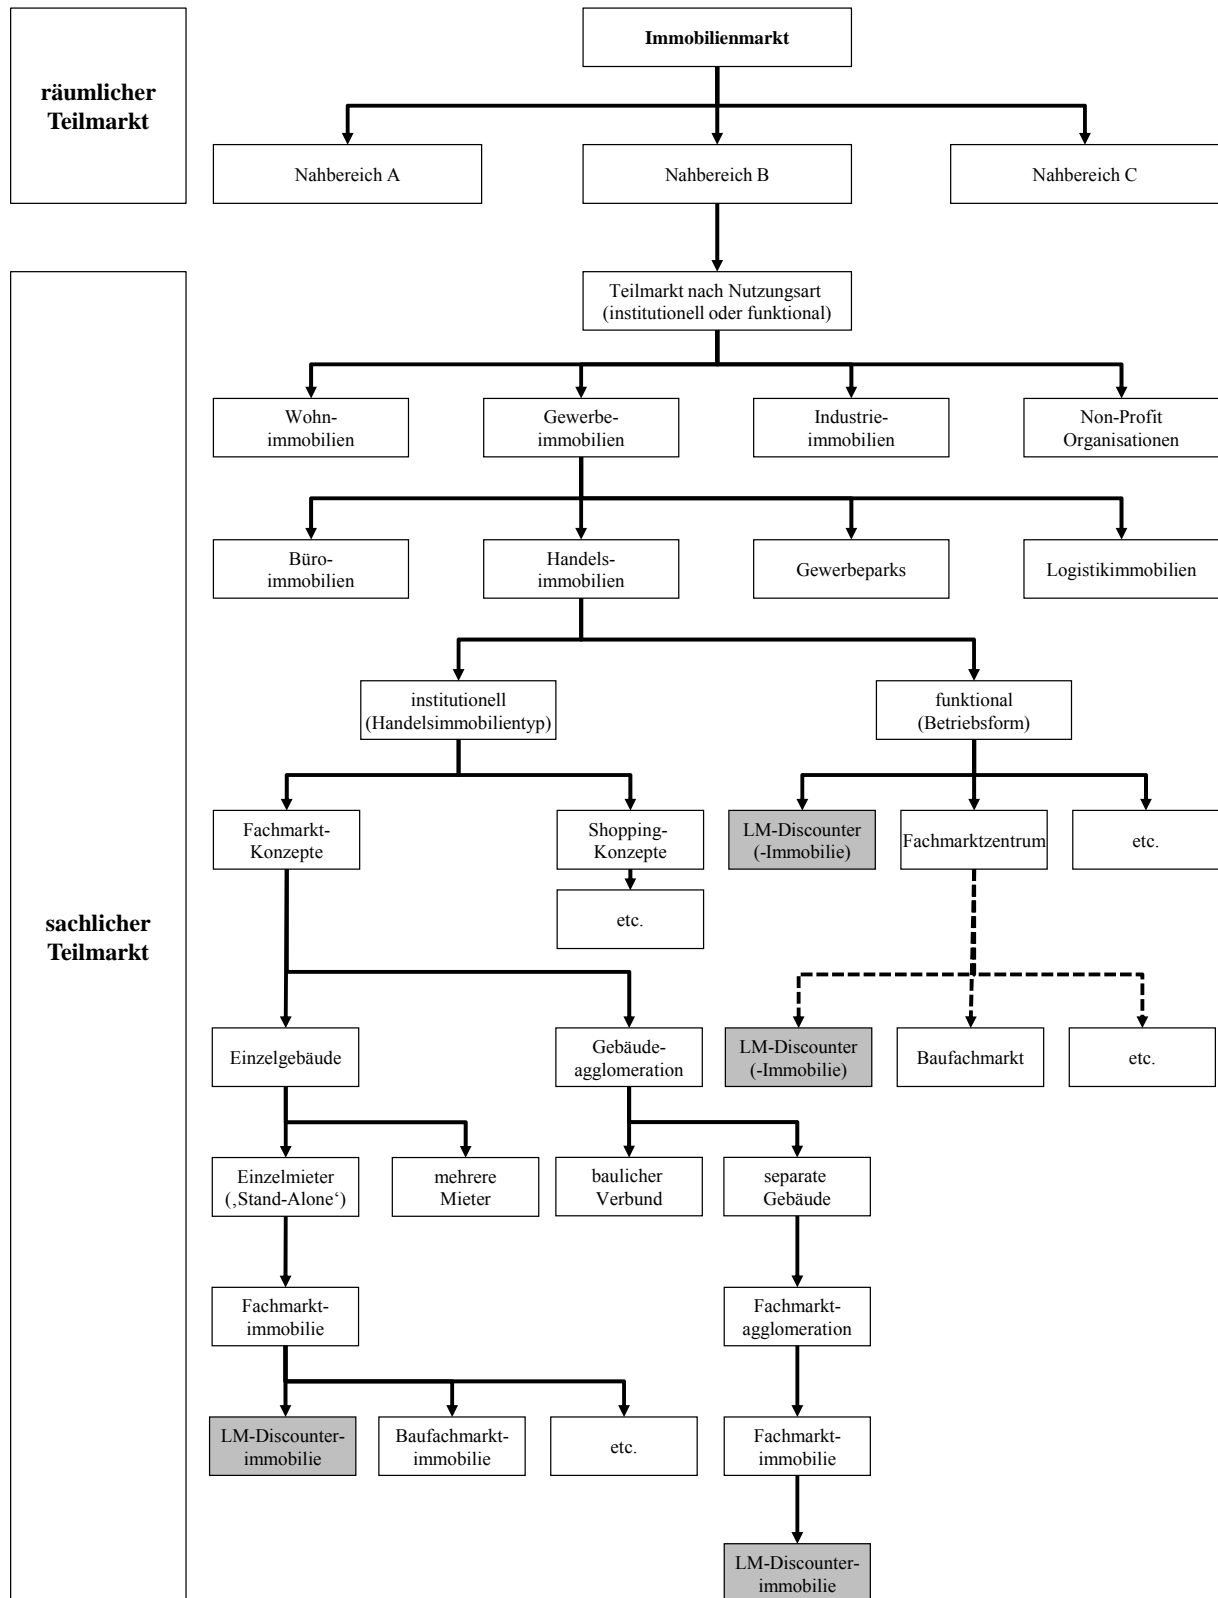 räumlicher
Teilmarkt
Immobilienmarkt
Nahbereich A
Nahbereich B
Nahbereich C
sachlicher
Teilmarkt
Teilmarkt nach Nutzungsart
(institutionell oder funktional)
Wohn-
immobilien
Gewerbe-
immobilien
Industrie-
immobilien
Non-Profit
Organisationen
Büro-
immobilien
Handels-
immobilien
Gewerbeparks
Logistikimmobilien
institutionell
(Handelsimmobilientyp)
funktional
(Betriebsform)
Fachmarkt-
Konzepte
Shopping-
Konzepte
LM-Discounter
(-Immobilie)
Fachmarktzentrum
etc.
etc.
Einzelgebäude
Gebäude-
agglomeration
LM-Discounter
(-Immobilie)
Baufachmarkt
etc.
Einzelmieter
(‚Stand-Alone‘)
mehrere
Mieter
baulicher
Verbund
separate
Gebäude
Fachmarkt-
immobilie
Fachmarkt-
agglomeration
LM-Discounter-
immobilie
Baufachmarkt-
immobilie
etc.
Fachmarkt-
immobilie
LM-Discounter-
immobilie